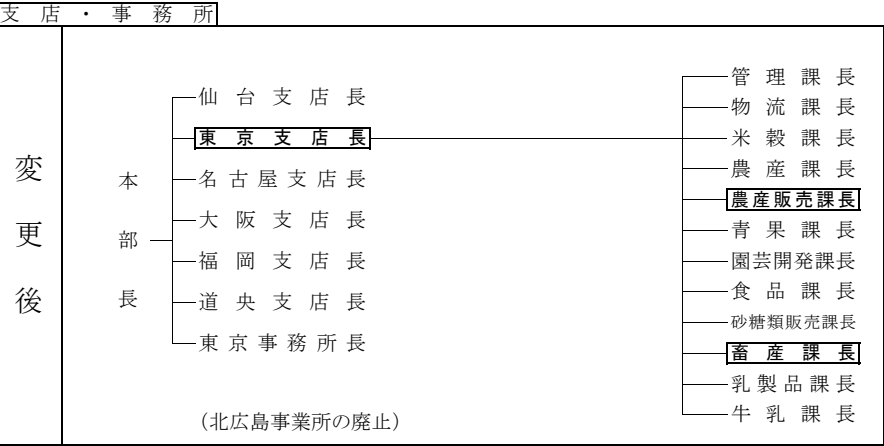 支店・事務所
変更後
本部長
仙台支店長
東京支店長
名古屋支店長
大阪支店長
福岡支店長
道央支店長
東京事務所長
(北広島事業所の廃止)
管理課長
物流課長
米穀課長
農産課長
農産販売課長
青果課長
園芸開発課長
食品課長
砂糖類販売課長
畜産課長
乳製品課長
牛乳課長